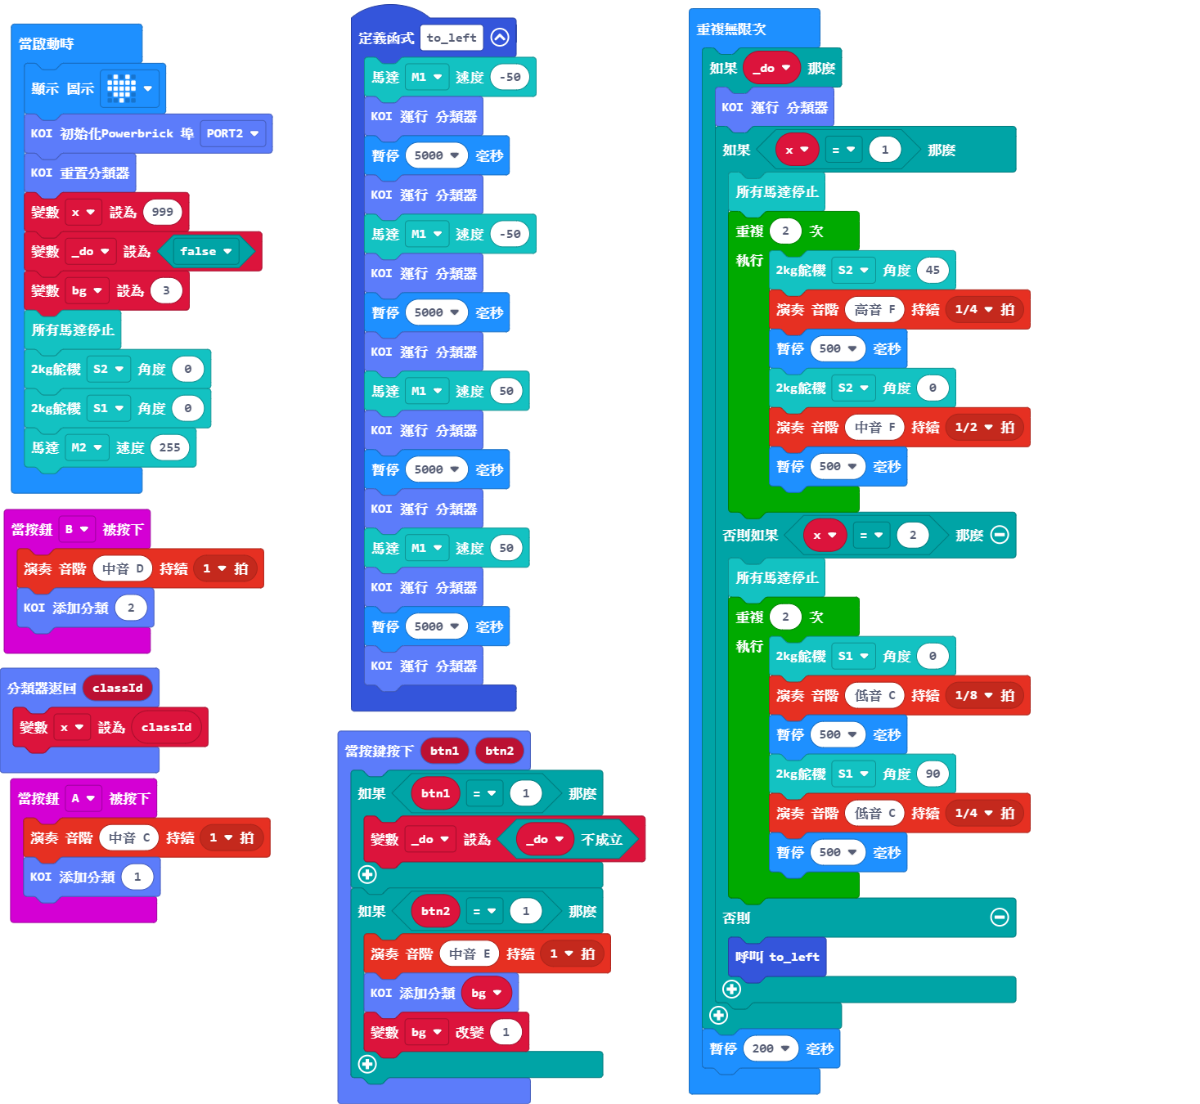 當啟動時
顯示 圖示
KOI 初始化Powerbrick 埠 PORT2
KOI 重置分類器
變數 x 設為 999
變數 _do 設為 false
變數 bg 設為 3
所有馬達停止
2kg舵機 S2 角度 0
2kg舵機 S1 角度 0
馬達 M2 速度 255
當按鈕 B 被按下
演奏 音階 中音 D 持續 1 拍
KOI 添加分類 2
分類器返回 classId
變數 x 設為 classId
當按鈕 A 被按下
演奏 音階 中音 C 持續 1 拍
KOI 添加分類 1
定義函式 to_left
馬達 M1 速度 -50
KOI 運行 分類器
暫停 5000 毫秒
KOI 運行 分類器
馬達 M1 速度 -50
KOI 運行 分類器
暫停 5000 毫秒
KOI 運行 分類器
馬達 M1 速度 50
KOI 運行 分類器
暫停 5000 毫秒
KOI 運行 分類器
馬達 M1 速度 50
KOI 運行 分類器
暫停 5000 毫秒
KOI 運行 分類器
當按鍵按下 btn1 btn2
如果 btn1 = 1 那麼
變數 _do 設為 _do 不成立
如果 btn2 = 1 那麼
演奏 音階 中音 E 持續 1 拍
KOI 添加分類 bg
變數 bg 改變 1
重複無限次
如果 _do 那麼
KOI 運行 分類器
如果 x = 1 那麼
所有馬達停止
重複 2 次
執行
2kg舵機 S2 角度 45
演奏 音階 高音 F 持續 1/4 拍
暫停 500 毫秒
2kg舵機 S2 角度 0
演奏 音階 中音 F 持續 1/2 拍
暫停 500 毫秒
否則如果 x = 2 那麼
所有馬達停止
重複 2 次
執行
2kg舵機 S1 角度 0
演奏 音階 低音 C 持續 1/8 拍
暫停 500 毫秒
2kg舵機 S1 角度 90
演奏 音階 低音 C 持續 1/4 拍
暫停 500 毫秒
否則
呼叫 to_left
暫停 200 毫秒